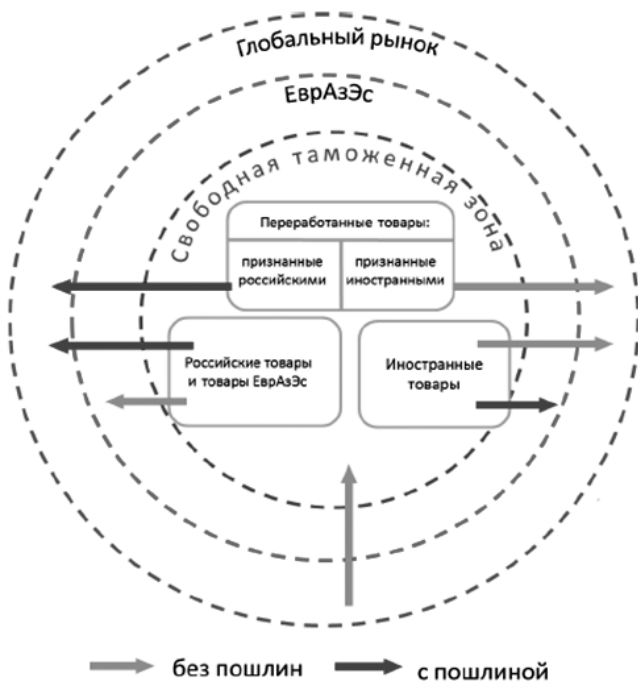 Глобальный рынок
ЕврАзЭс
Свободная таможенная зона
Переработанные товары:
признанные
российскими
признанные
иностранными
Российские товары
и товары ЕврАзЭс
Иностранные
товары
без пошлин
с пошлиной